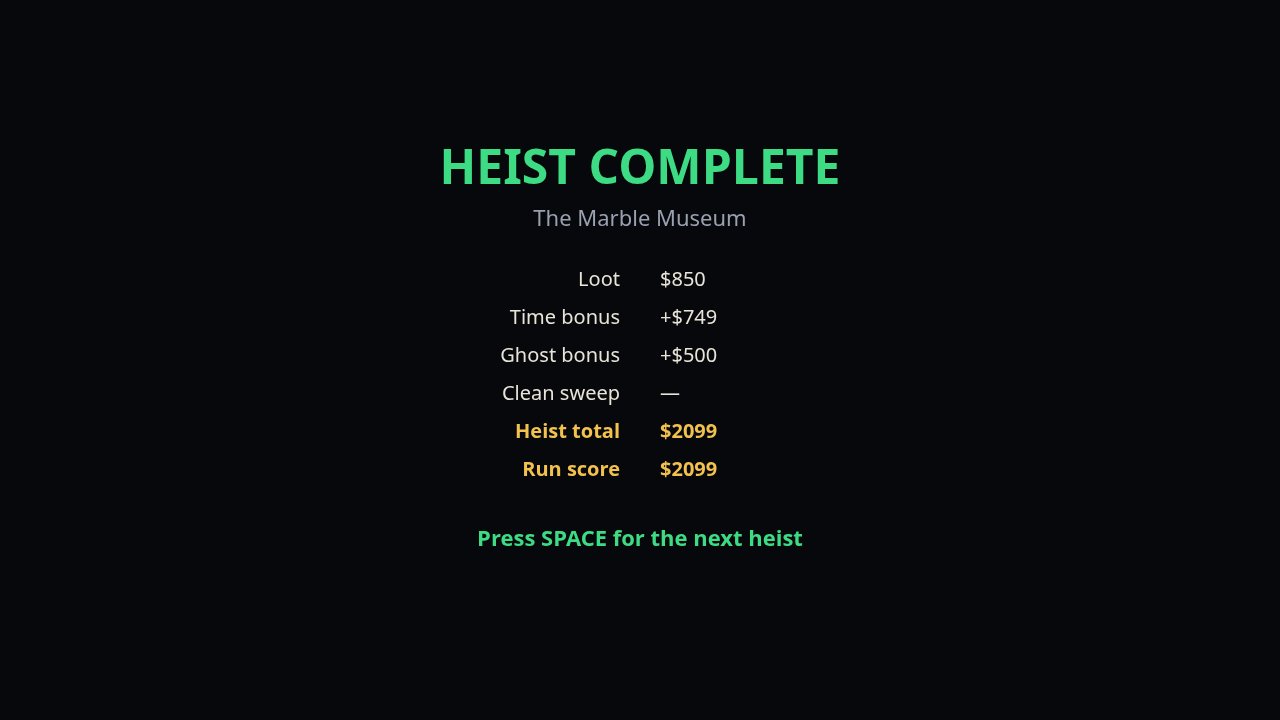 HEIST COMPLETE
The Marble Museum
Loot $850
Time bonus +$749
Ghost bonus +$500
Clean sweep —
Heist total $2099
Run score $2099
Press SPACE for the next heist